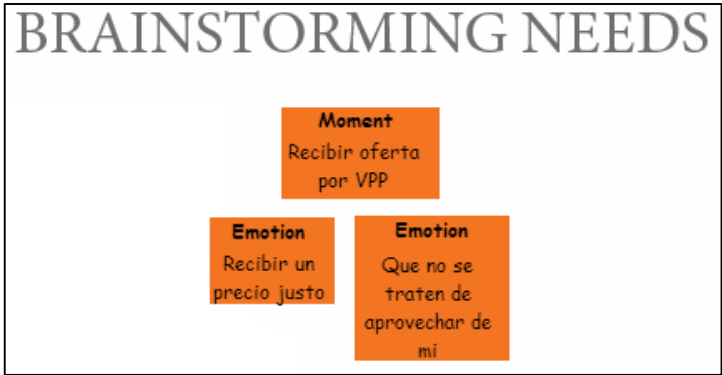 BRAINSTORMING NEEDS
Moment
Recibir oferta
por VPP
Emotion
Recibir un
precio justo
Emotion
Que no se
traten de
aprovechar de
mi